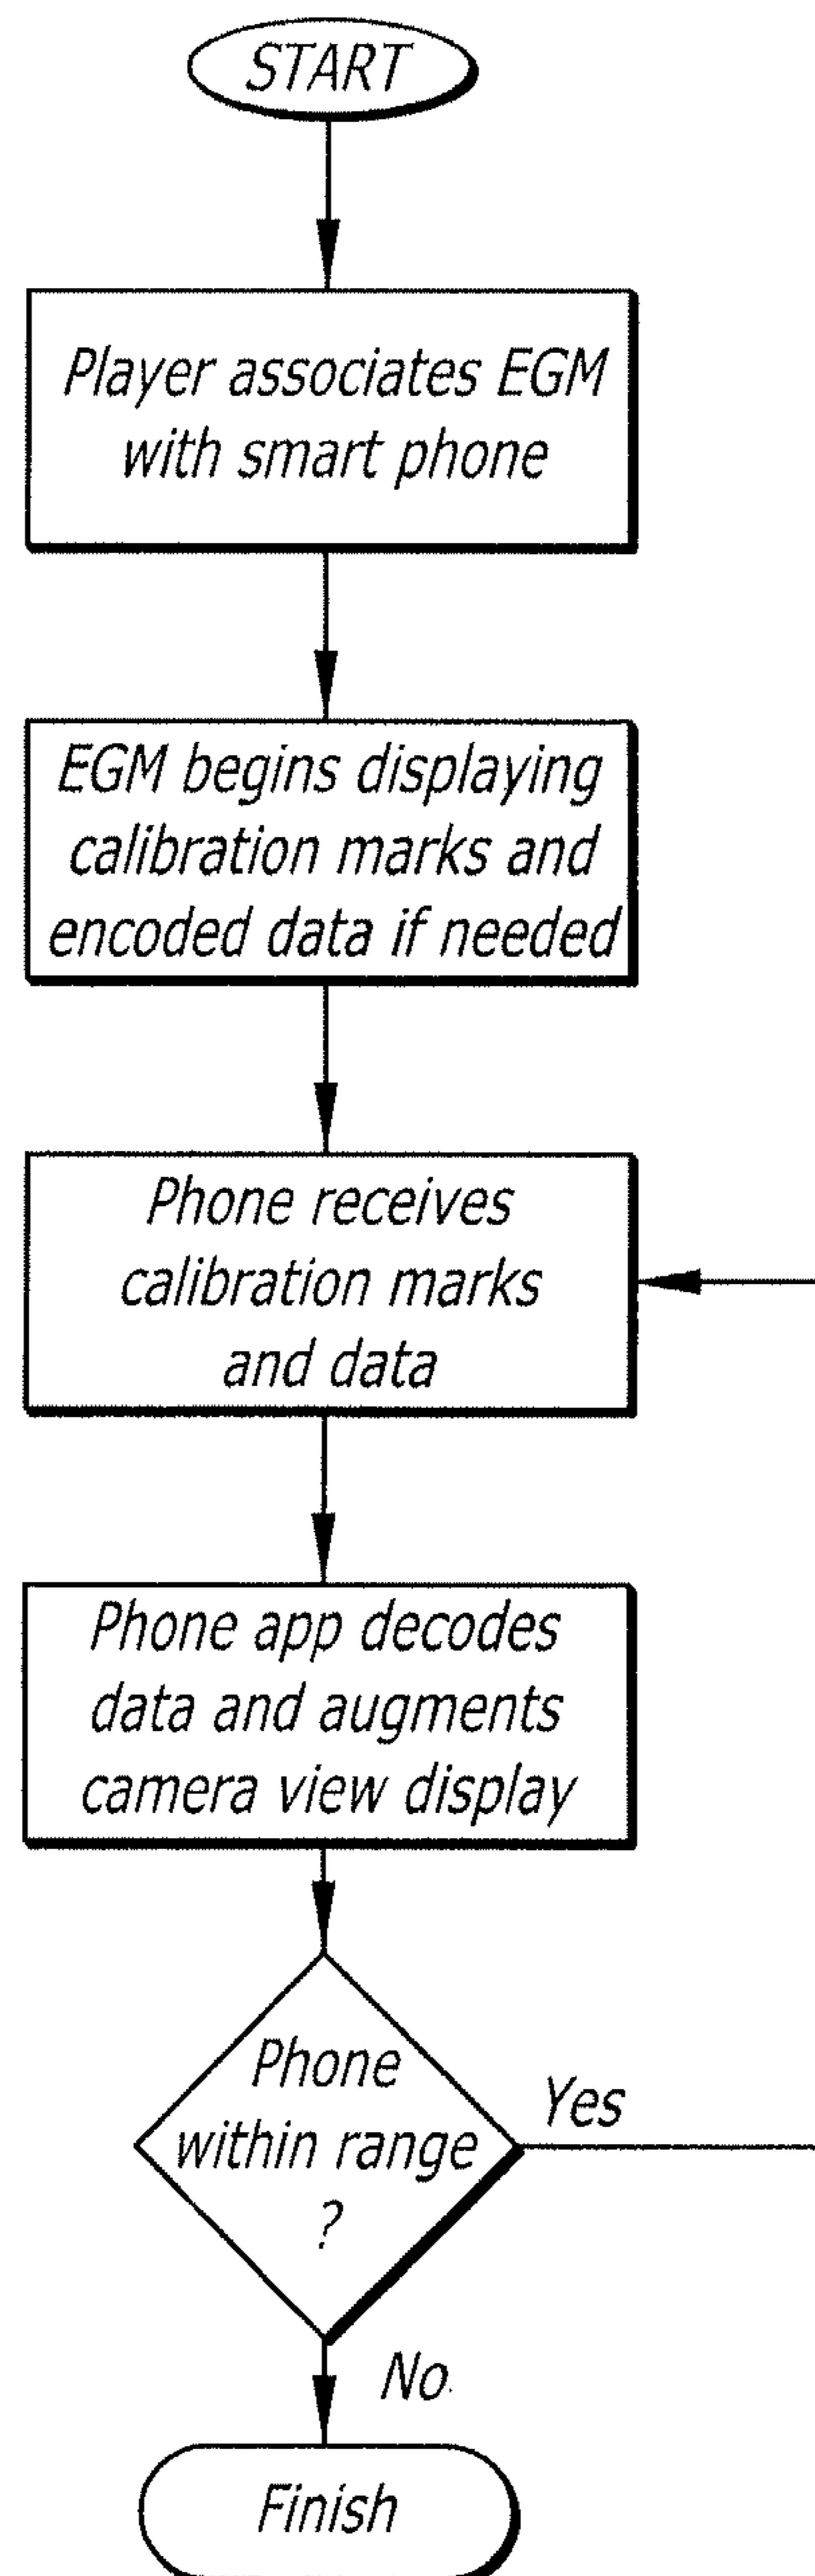 START
Player associates EGM
with smart phone
EGM begins displaying
calibration marks and
encoded data if needed
Phone receives
calibration marks
and data
Phone app decodes
data and augments
camera view display
Phone
within range
?
Yes
No
Finish